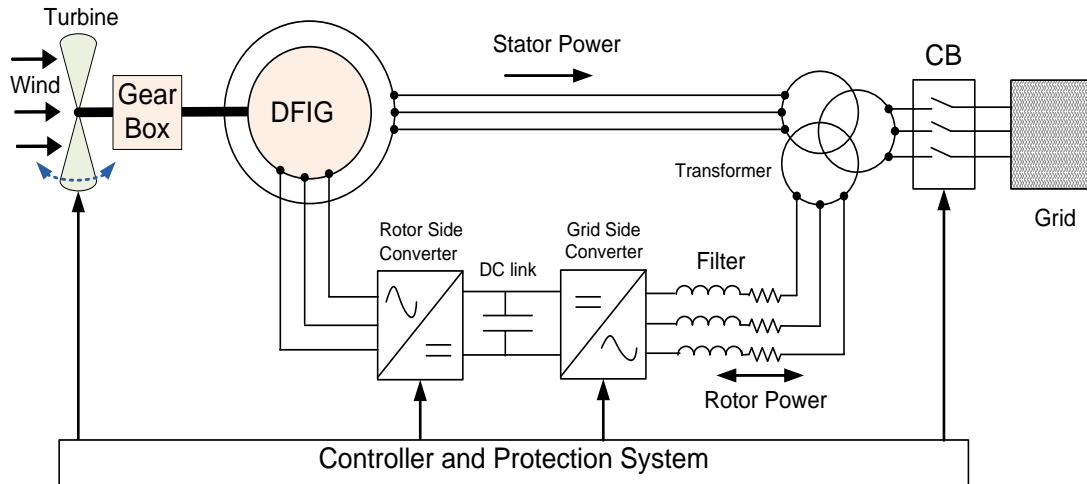 Turbine
Wind
Gear
Box
DFIG
Stator Power
CB
Transformer
Grid
Rotor Side
Converter
DC link
Grid Side
Converter
Filter
Rotor Power
Controller and Protection System